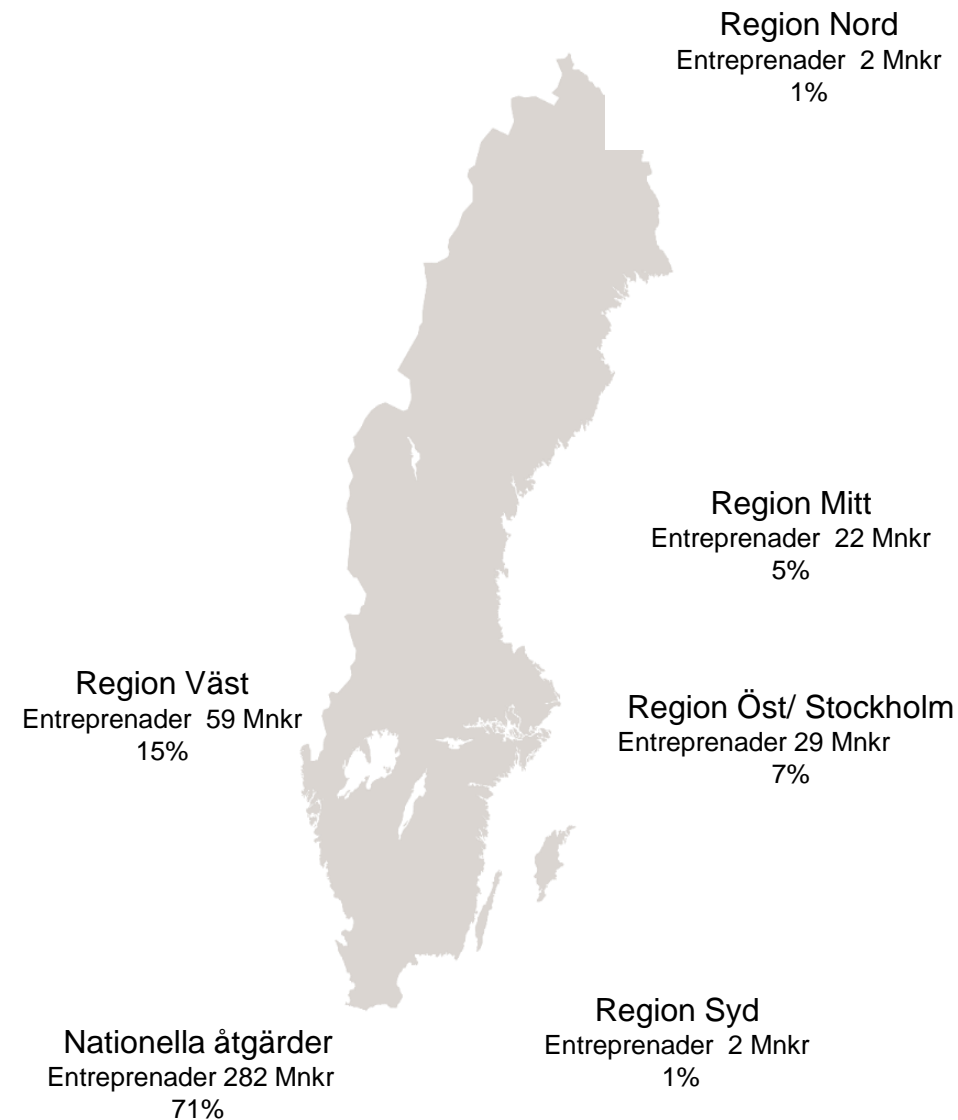 Region Nord
Entreprenader 2 Mnkr
1%
Region Mitt
Entreprenader 22 Mnkr
5%
Region Väst
Entreprenader 59 Mnkr
15%
Region Öst/ Stockholm
Entreprenader 29 Mnkr
7%
Region Syd
Entreprenader 2 Mnkr
1%
Nationella åtgärder
Entreprenader 282 Mnkr
71%